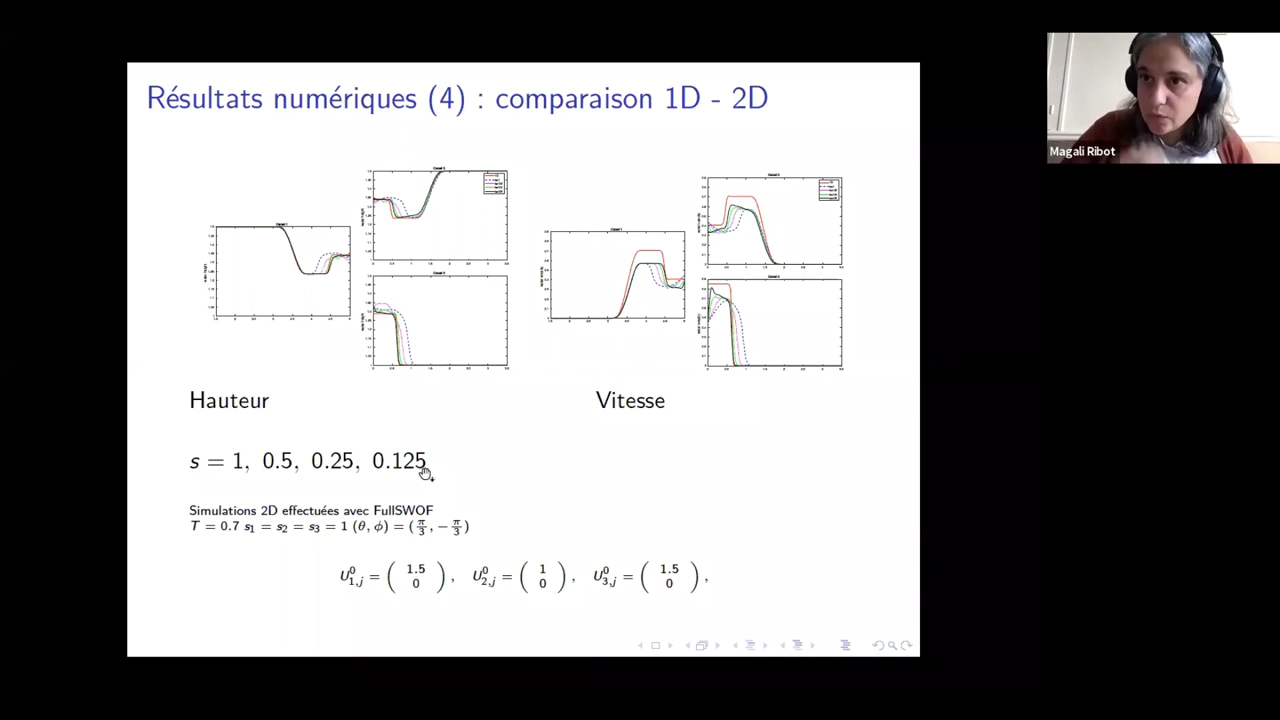 Résultats numériques (4) : comparaison 1D - 2D
Magali Ribot
Hauteur
Vitesse
s = 1, 0.5, 0.25, 0.125
Simulations 2D effectuées avec FullSWOF
T = 0.7 s₁ = s₂ = s₃ = 1 (θ, ϕ) = (π/3, −π/3)
U⁰₁,ⱼ = ( 1.5 0 ) , U⁰₂,ⱼ = ( 1 0 ) , U⁰₃,ⱼ = ( 1.5 0 ) ,